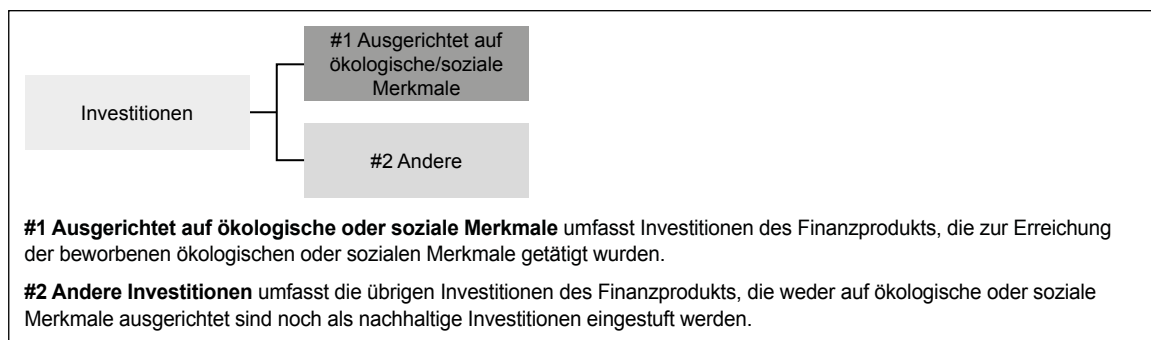 #1 Ausgerichtet auf
ökologische/soziale
Merkmale
Investitionen
#2 Andere
#1 Ausgerichtet auf ökologische oder soziale Merkmale umfasst Investitionen des Finanzprodukts, die zur Erreichung
der beworbenen ökologischen oder sozialen Merkmale getätigt wurden.
#2 Andere Investitionen umfasst die übrigen Investitionen des Finanzprodukts, die weder auf ökologische oder soziale
Merkmale ausgerichtet sind noch als nachhaltige Investitionen eingestuft werden.